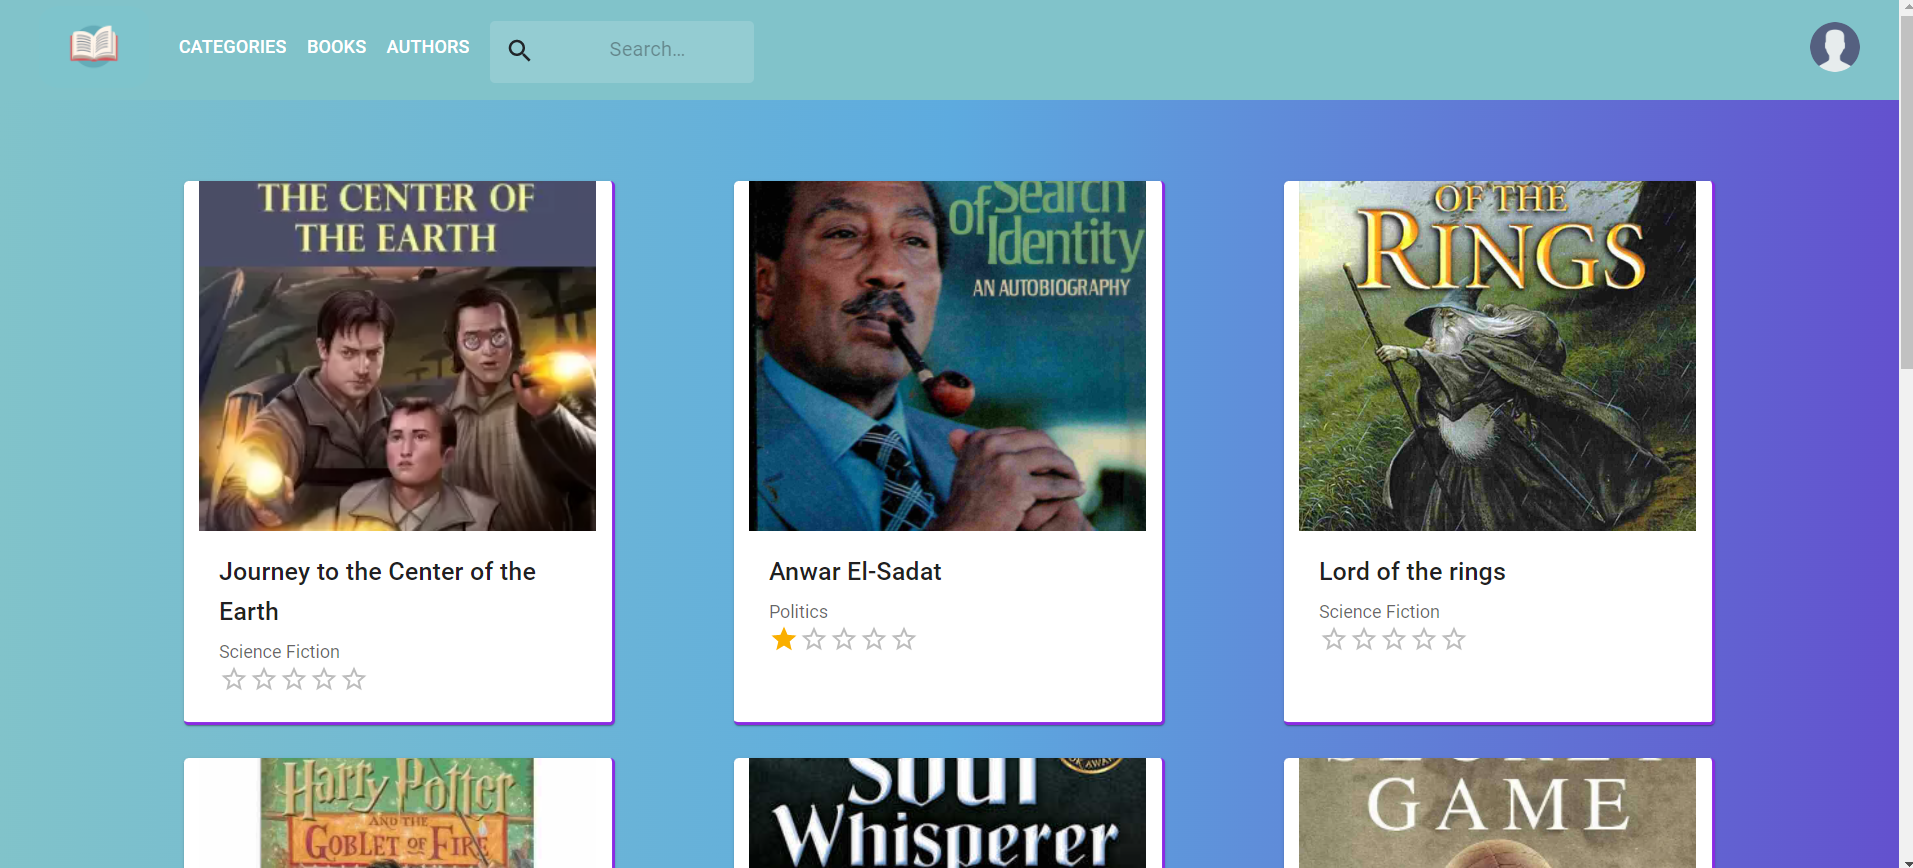 CATEGORIES BOOKS AUTHORS Search...
THE CENTER OF
THE EARTH
Search
of Identity
AN AUTOBIOGRAPHY
OF THE
RINGS
Journey to the Center of the
Earth
Science Fiction
Anwar El-Sadat
Politics
Lord of the rings
Science Fiction
Harry Potter
AND THE
GOBLET OF FIRE
Soul
Whisperer
SECRET
GAME